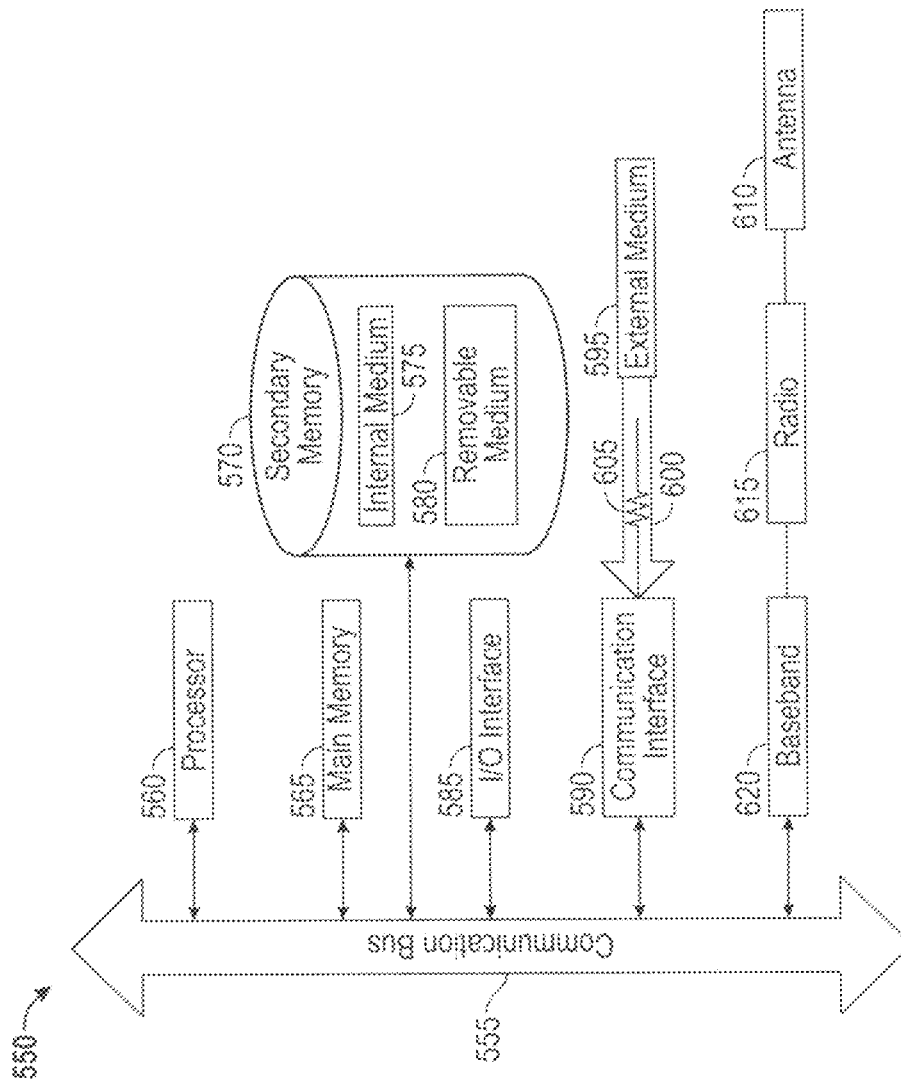 550
560
Processor
565
Main Memory
570
Secondary
Memory
Internal Medium
575
580
Removable
Medium
585
I/O Interface
590
Communication
Interface
605
600
595
External Medium
620
Baseband
615
Radio
610
Antenna
Communication Bus
555